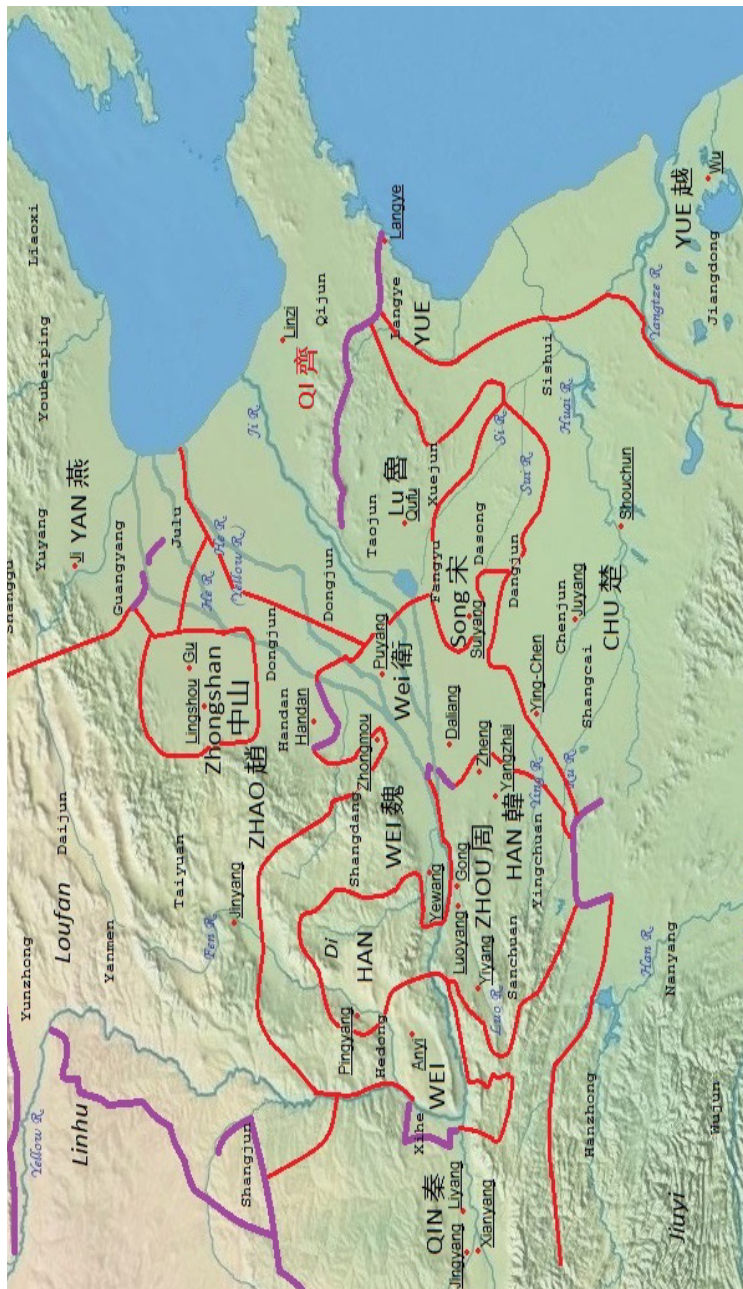 Shanggu
Yunzhong
Yellow R
Yuyang
Youbeiping
Liaoxi
Loufan
Daijun
Linhu
Ji
YAN 燕
Yanmen
Guangyang
Taiyuan
Julu
Lingshou
Gu
Zhongshan
中山
He R
He R
(Yellow R)
Fen R
Jinyang
Shangjun
Ji R
ZHAO 趙
Dongjun
Handan
Handan
Linzi
QI 齊
Qijun
Dongjun
Di
HAN
Pingyang
Shangdang
Zhongmou
Taojun
Puyang
Hedong
WEI 魏
Lu 魯
Langye
Langye
Wei 衛
Qufu
Xihe
Anyi
YUE
Xuejun
QIN 秦
WEI
Yewang
Fangyu
Daliang
Jingyang
Liyang
Luoyang
Gong
Song 宋
Xianyang
Yiyang
ZHOU 周
Zheng
Suiyang
Dasong
Luo R
Si R
Sanchuan
HAN 韓
Yangzhai
Dangjun
Sui R
Yingchuan
Ying R
Ying-Chen
Sishui
Chenjun
Huai R
Ru R
Juyang
Shangcai
Hanzhong
CHU 楚
Shouchun
Han R
Yangtze R
Nanyang
Jiuyi
YUE 越
Wujun
Jiangdong
Wu